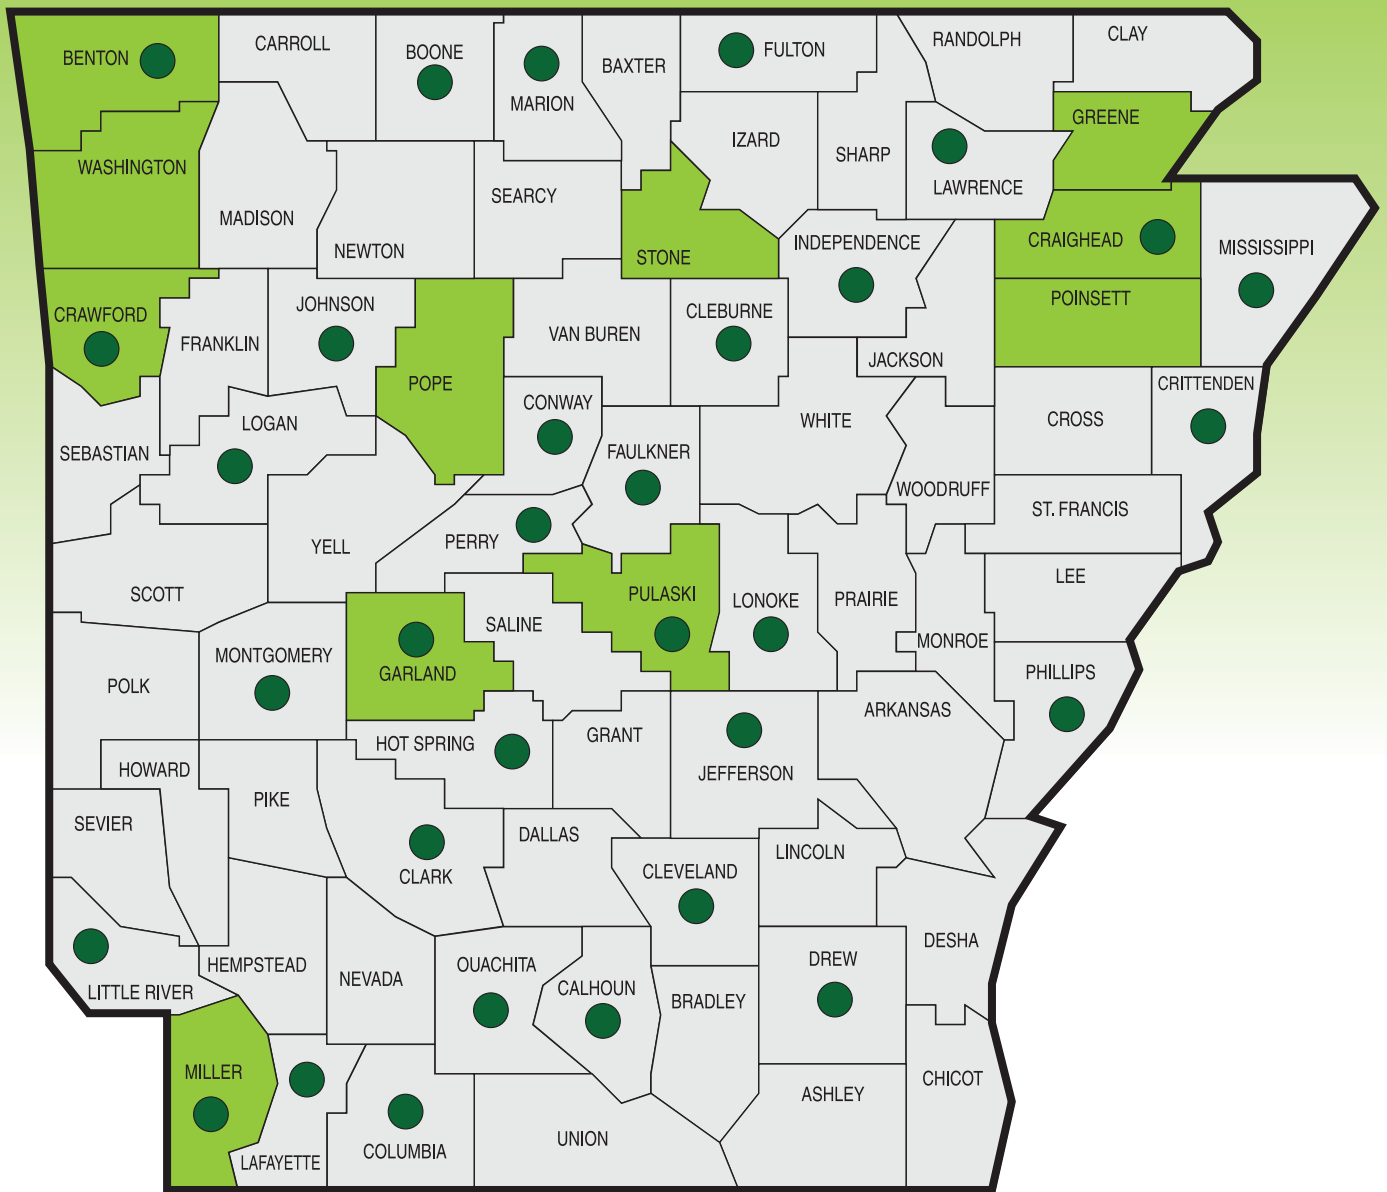 BENTON
CARROLL
BOONE
MARION
BAXTER
FULTON
RANDOLPH
CLAY
WASHINGTON
MADISON
NEWTON
SEARCY
STONE
IZARD
SHARP
LAWRENCE
GREENE
CRAIGHEAD
MISSISSIPPI
INDEPENDENCE
CRAWFORD
FRANKLIN
JOHNSON
POPE
VAN BUREN
CLEBURNE
JACKSON
POINSETT
CRITTENDEN
SEBASTIAN
LOGAN
CONWAY
FAULKNER
WHITE
WOODRUFF
CROSS
ST. FRANCIS
SCOTT
YELL
PERRY
PULASKI
LONOKE
PRAIRIE
MONROE
LEE
POLK
MONTGOMERY
GARLAND
SALINE
PHILLIPS
HOWARD
PIKE
HOT SPRING
GRANT
JEFFERSON
ARKANSAS
SEVIER
CLARK
DALLAS
CLEVELAND
LINCOLN
DESHA
LITTLE RIVER
HEMPSTEAD
NEVADA
OUACHITA
CALHOUN
BRADLEY
DREW
MILLER
LAFAYETTE
COLUMBIA
UNION
ASHLEY
CHICOT